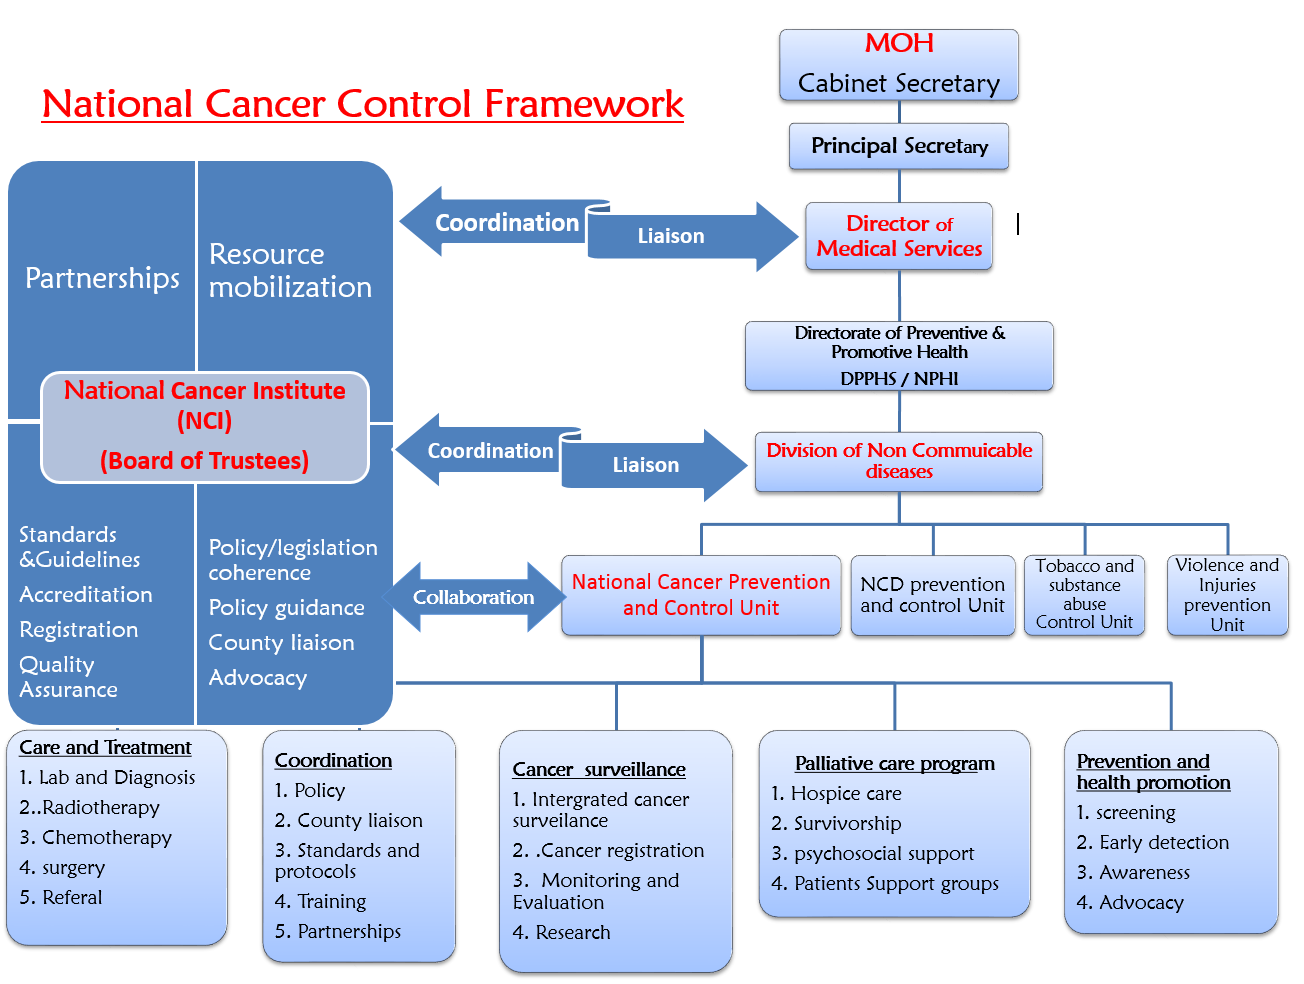 MOH
Cabinet Secretary
National Cancer Control Framework
Principal Secretary
Partnerships
Resource
mobilization
Coordination
Liaison
Director of
Medical Services
Directorate of Preventive &
Promotive Health
DPPHS / NPHI
National Cancer Institute
(NCI)
(Board of Trustees)
Coordination
Liaison
Division of Non Commuicable
diseases
Standards
&Guidelines
Accreditation
Registration
Quality
Assurance
Policy/legislation
coherence
Policy guidance
County liaison
Advocacy
Collaboration
National Cancer Prevention
and Control Unit
NCD prevention
and control Unit
Tobacco and
substance
abuse
Control Unit
Violence and
Injuries
prevention
Unit
Care and Treatment
1. Lab and Diagnosis
2..Radiotherapy
3. Chemotherapy
4. surgery
5. Referal
Coordination
1. Policy
2. County liaison
3. Standards and
protocols
4. Training
5. Partnerships
Cancer surveillance
1. Intergrated cancer
surveilance
2. .Cancer registration
3. Monitoring and
Evaluation
4. Research
Palliative care program
1. Hospice care
2. Survivorship
3. psychosocial support
4. Patients Support groups
Prevention and
health promotion
1. screening
2. Early detection
3. Awareness
4. Advocacy